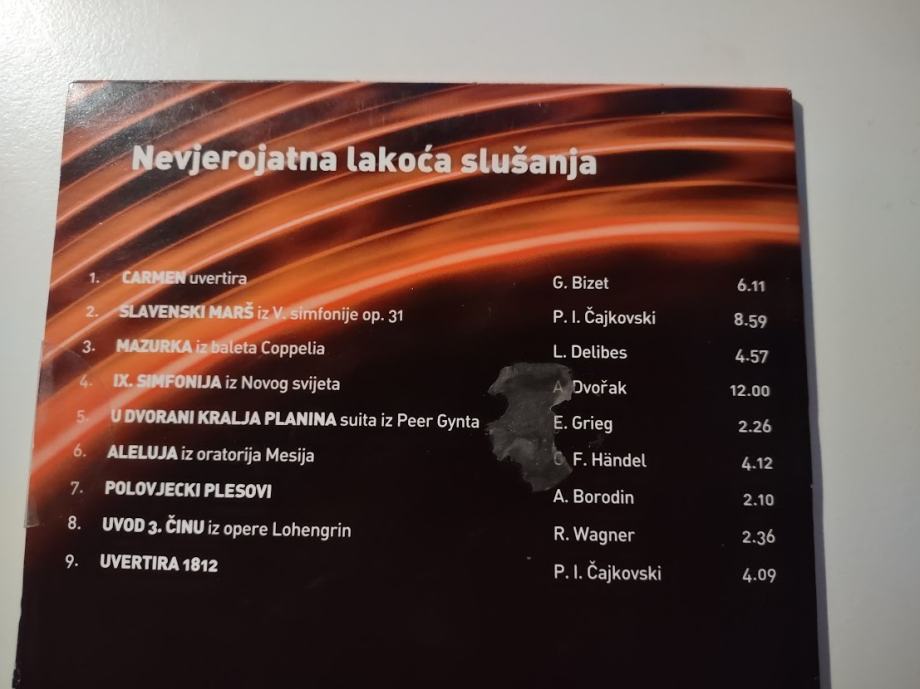 Nevjerojatna lakoća slušanja
1. CARMEN uvertira G. Bizet 6.11
2. SLAVENSKI MARŠ iz V. simfonije op. 31 P. I. Čajkovski 8.59
3. MAZURKA iz baleta Coppelia L. Delibes 4.57
4. IX. SIMFONIJA iz Novog svijeta A. Dvořak 12.00
5. U DVORANI KRALJA PLANINA suita iz Peer Gynta E. Grieg 2.26
6. ALELUJA iz oratorija Mesija G. F. Händel 4.12
7. POLOVJECKI PLESOVI A. Borodin 2.10
8. UVOD 3. ČINU iz opere Lohengrin R. Wagner 2.36
9. UVERTIRA 1812 P. I. Čajkovski 4.09